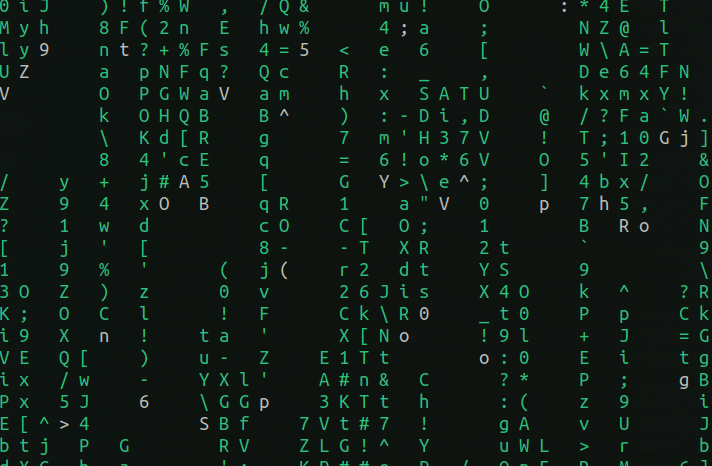 0 i J ) ! f % W , / Q & m u ! O : * 4 E T
M y h 8 F ( 2 n E h w % 4 ; a ; N Z @ l
l y 9 n t ? + % F s 4 = 5 < e 6 [ W \ A = T
U Z a p N F q ? Q c R : _ , D e 6 4 F N
V O P G W a V a m h x S A T U ` k x m x Y !
k O H Q B B ^ ) : - D i , D @ / ? F a ` W .
\ K d [ R g 7 m ' H 3 7 V ! T ; 1 0 G j ]
8 4 ' c E q = 6 ! o * 6 V O 5 ' I 2 &
/ y + j # A 5 [ G Y > \ e ^ ; ] 4 b x / O
Z 9 4 x O B q R 1 a " V 0 p 7 h 5 , F
? 1 w d c O C [ O ; 1 B R o N
[ j ' [ 8 - - T X R 2 t ` 9
1 9 % ' ( j ( r 2 d t Y S 9 \
3 O Z ) z 0 v 2 6 J i s X 4 O k ^ ? R
K ; O C l ! F C k \ R 0 _ t 0 P p C k
i 9 X n ! t a ' X [ N o ! 9 l + J = G
V E Q [ ) u - Z E 1 T t o : 0 E i t g
i x / w - Y X l ' A # n & C ? * P ; g B
P x 5 J 6 \ G G p 3 K T t h : ( z 9 i
E [ ^ > 4 S B f 7 V t # 7 ! g A v U J
b t j P G R V Z L G ! ^ Y u W L > r b